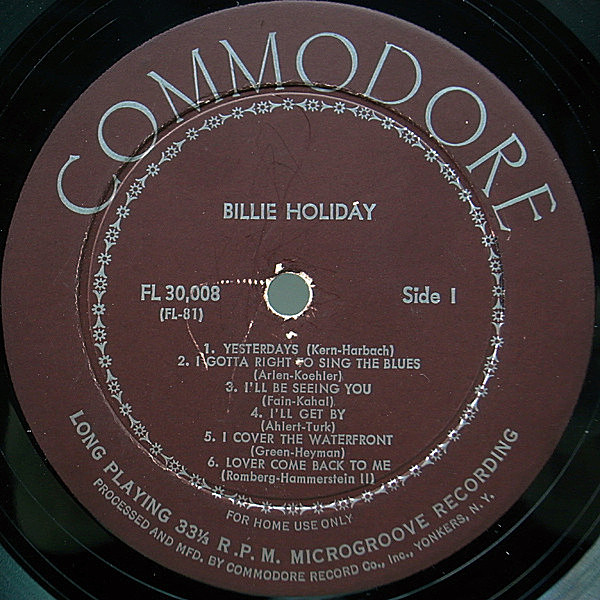 COMMODORE
BILLIE HOLIDAY
FL 30,008
(FL-81)
Side 1
1. YESTERDAYS (Kern-Harbach)
2. I GOTTA RIGHT TO SING THE BLUES
(Arlen-Koehler)
3. I'LL BE SEEING YOU
(Fain-Kahal)
4. I'LL GET BY
(Ahlert-Turk)
5. I COVER THE WATERFRONT
(Green-Heyman)
6. LOVER COME BACK TO ME
(Romberg-Hammerstein II)
FOR HOME USE ONLY
LONG PLAYING 33⅓ R.P.M. MICROGROOVE RECORDING
PROCESSED AND MFD. BY COMMODORE RECORD Co., Inc., YONKERS, N.Y.